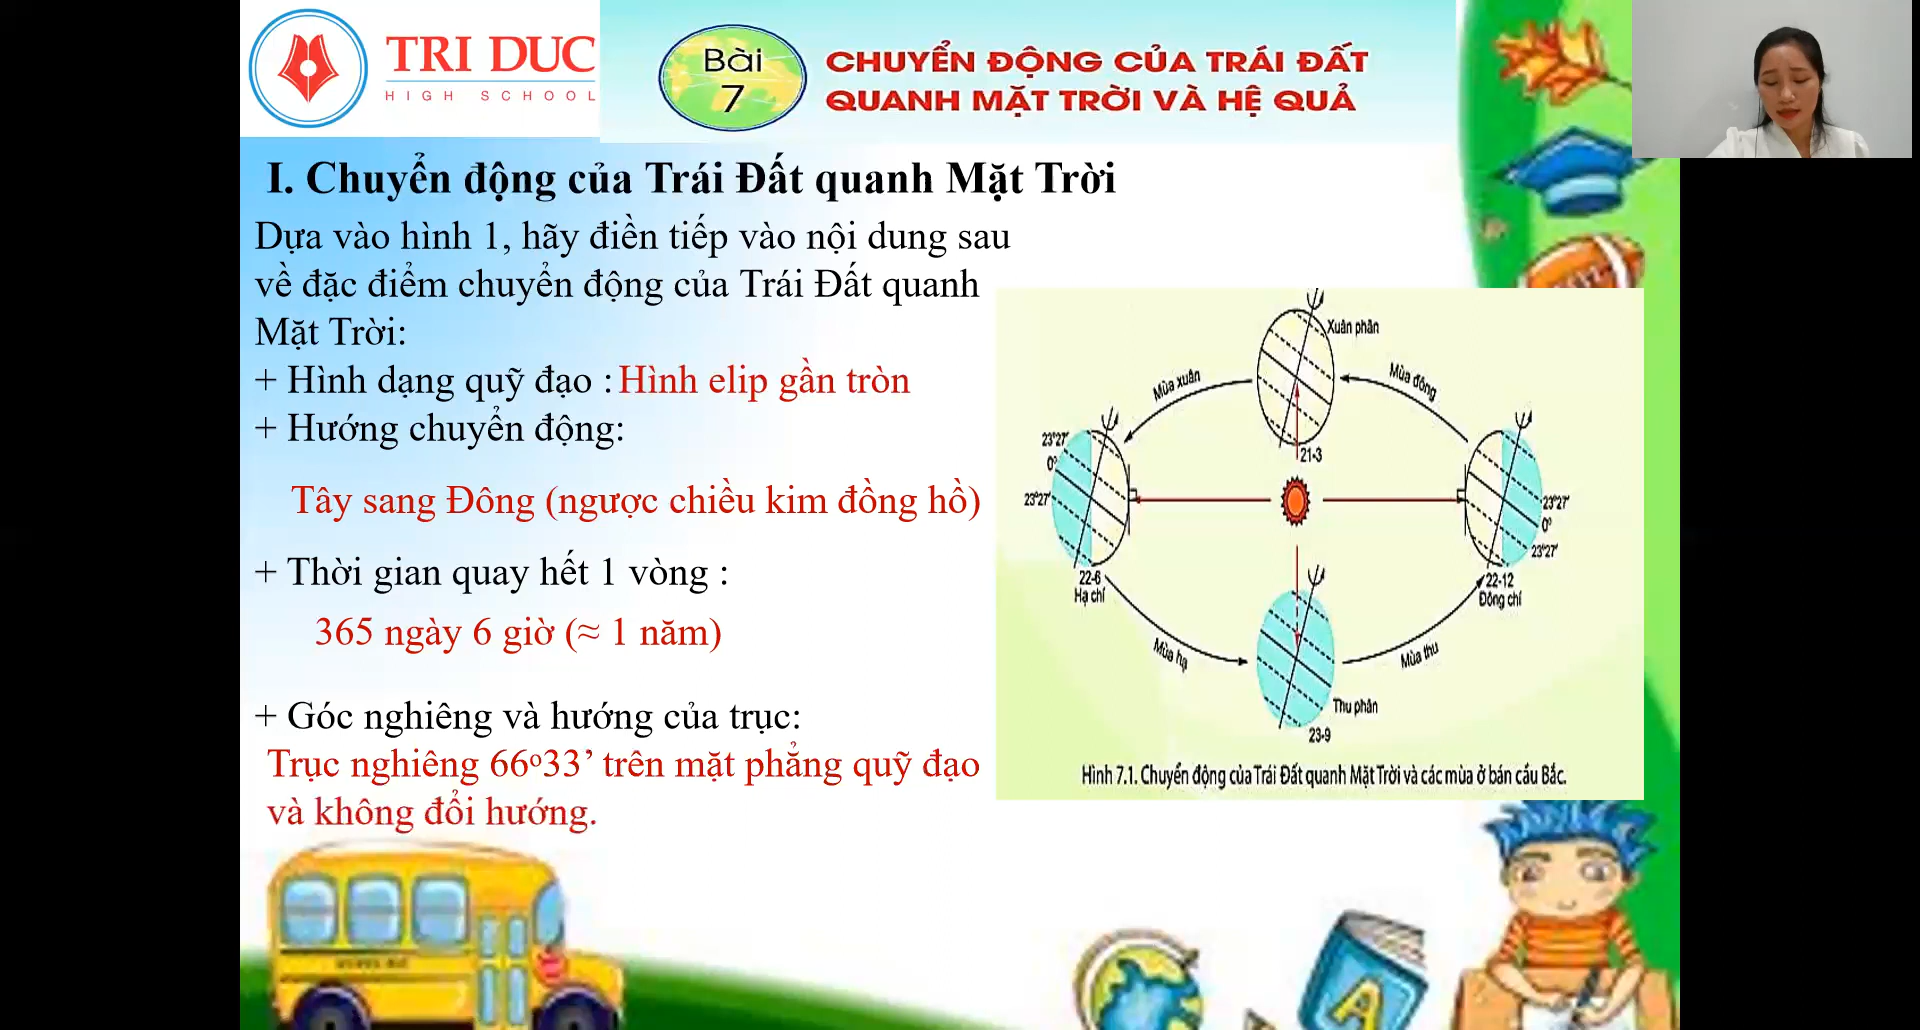 TRI DUC
HIGH SCHOOL
Bài
7
CHUYỂN ĐỘNG CỦA TRÁI ĐẤT
QUANH MẶT TRỜI VÀ HỆ QUẢ
I. Chuyển động của Trái Đất quanh Mặt Trời
Dựa vào hình 1, hãy điền tiếp vào nội dung sau
về đặc điểm chuyển động của Trái Đất quanh
Mặt Trời:
+ Hình dạng quỹ đạo : Hình elip gần tròn
+ Hướng chuyển động:
Tây sang Đông (ngược chiều kim đồng hồ)
+ Thời gian quay hết 1 vòng :
365 ngày 6 giờ (≈ 1 năm)
+ Góc nghiêng và hướng của trục:
Trục nghiêng 66º33’ trên mặt phẳng quỹ đạo
và không đổi hướng.
Xuân phân
21-3
Mùa xuân
Mùa đông
23°27'
0°
23°27'
22-6
Hạ chí
23°27'
0°
23°27'
22-12
Đông chí
Mùa hạ
Mùa thu
Thu phân
23-9
Hình 7.1. Chuyển động của Trái Đất quanh Mặt Trời và các mùa ở bán cầu Bắc.
A